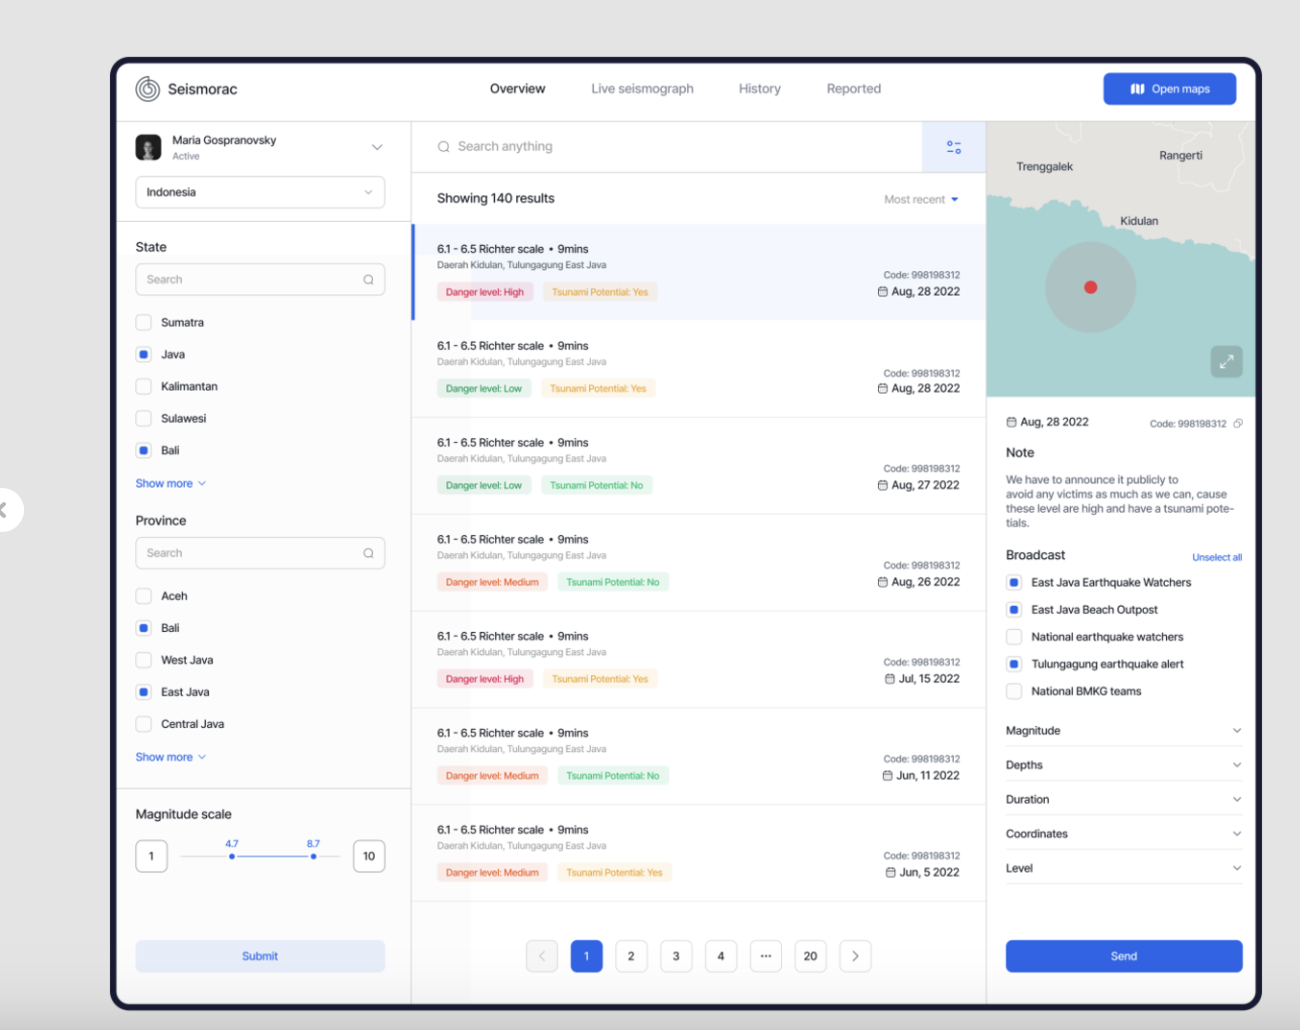 Seismorac
Overview
Live seismograph
History
Reported
Open maps
Maria Gospranovsky
Active
Indonesia
State
Search
Sumatra
Java
Kalimantan
Sulawesi
Bali
Show more
Province
Search
Aceh
Bali
West Java
East Java
Central Java
Show more
Magnitude scale
1
4.7
8.7
10
Submit
Search anything
Showing 140 results
Most recent
6.1 - 6.5 Richter scale • 9mins
Daerah Kidulan, Tulungagung East Java
Danger level: High
Tsunami Potential: Yes
Code: 998198312
Aug, 28 2022
6.1 - 6.5 Richter scale • 9mins
Daerah Kidulan, Tulungagung East Java
Danger level: Low
Tsunami Potential: Yes
Code: 998198312
Aug, 28 2022
6.1 - 6.5 Richter scale • 9mins
Daerah Kidulan, Tulungagung East Java
Danger level: Low
Tsunami Potential: No
Code: 998198312
Aug, 27 2022
6.1 - 6.5 Richter scale • 9mins
Daerah Kidulan, Tulungagung East Java
Danger level: Medium
Tsunami Potential: No
Code: 998198312
Aug, 26 2022
6.1 - 6.5 Richter scale • 9mins
Daerah Kidulan, Tulungagung East Java
Danger level: High
Tsunami Potential: Yes
Code: 998198312
Jul, 15 2022
6.1 - 6.5 Richter scale • 9mins
Daerah Kidulan, Tulungagung East Java
Danger level: Medium
Tsunami Potential: No
Code: 998198312
Jun, 11 2022
6.1 - 6.5 Richter scale • 9mins
Daerah Kidulan, Tulungagung East Java
Danger level: Medium
Tsunami Potential: Yes
Code: 998198312
Jun, 5 2022
1
2
3
4
...
20
Trenggalek
Rangerti
Kidulan
Aug, 28 2022
Code: 998198312
Note
We have to announce it publicly to
avoid any victims as much as we can, cause
these level are high and have a tsunami pote-
tials.
Broadcast
Unselect all
East Java Earthquake Watchers
East Java Beach Outpost
National earthquake watchers
Tulungagung earthquake alert
National BMKG teams
Magnitude
Depths
Duration
Coordinates
Level
Send